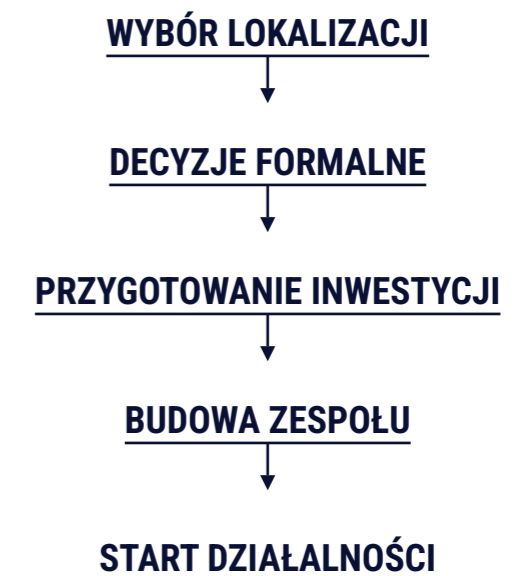 WYBÓR LOKALIZACJI
DECYZJE FORMALNE
PRZYGOTOWANIE INWESTYCJI
BUDOWA ZESPOŁU
START DZIAŁALNOŚCI